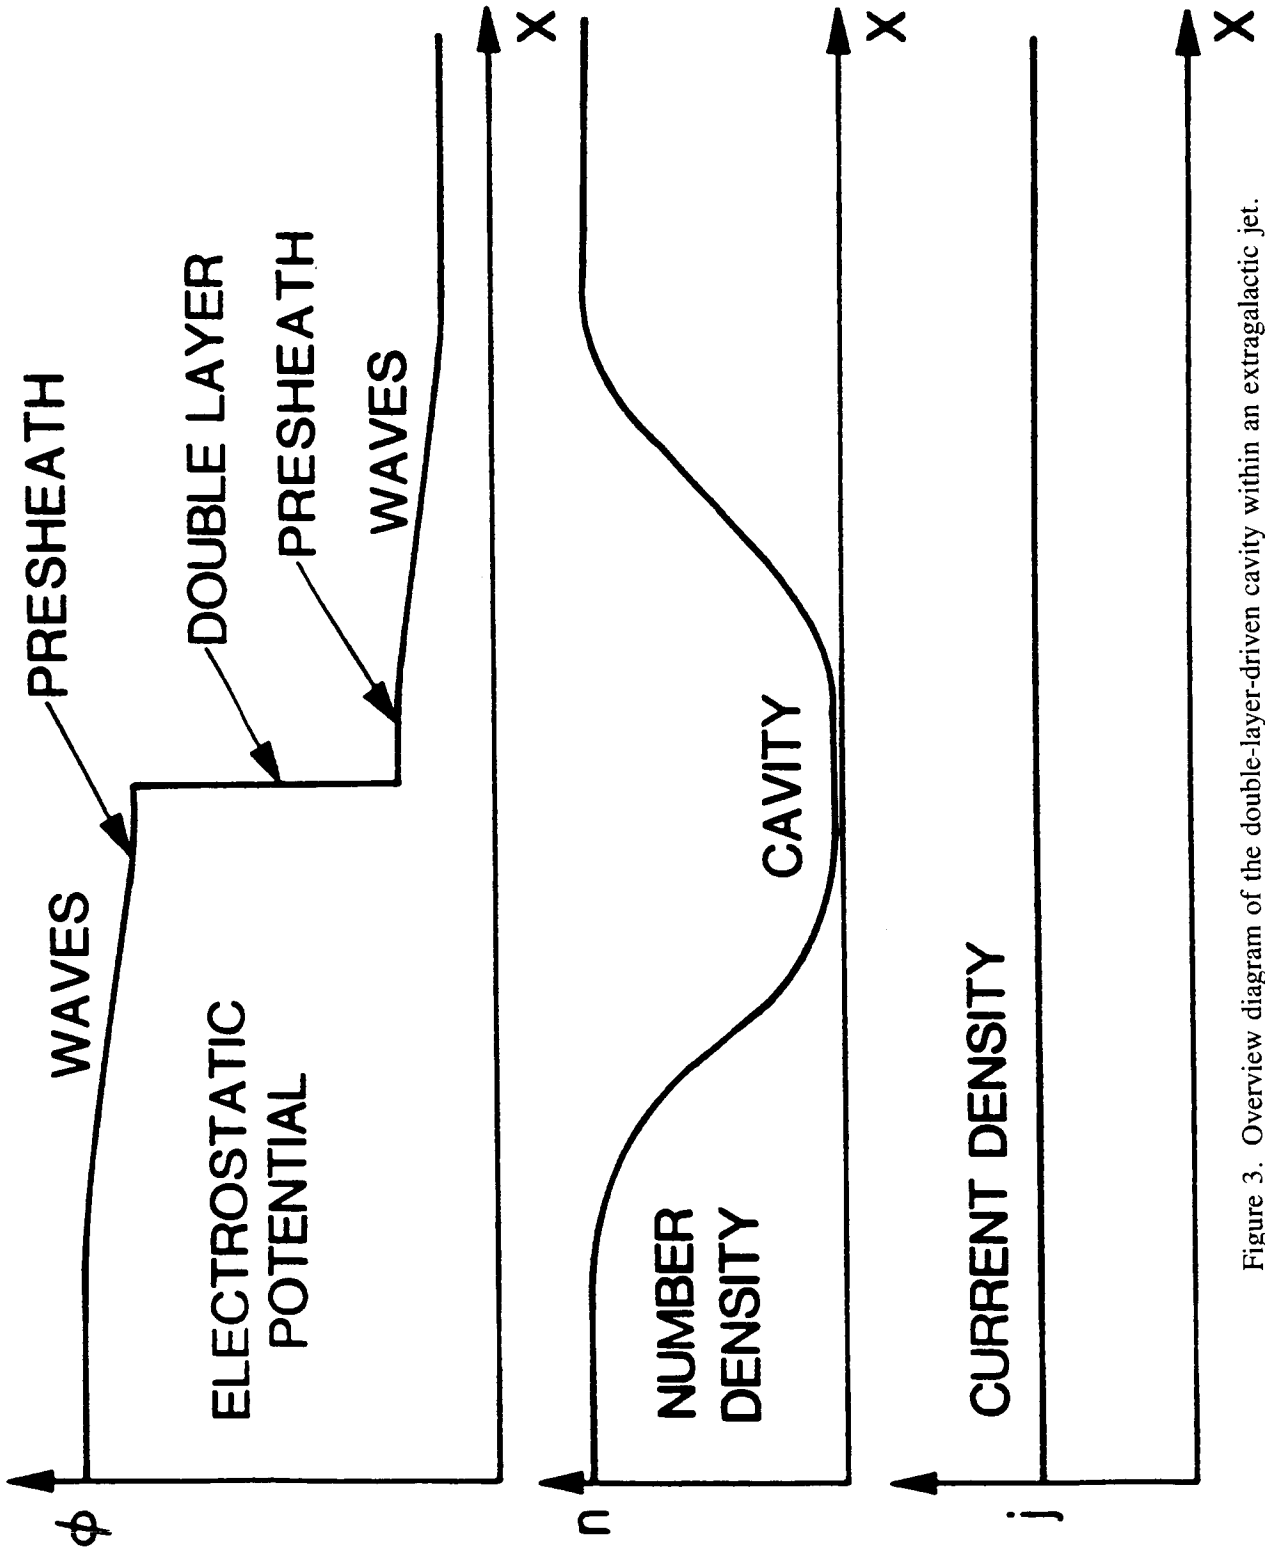 φ
WAVES
PRESHEATH
DOUBLE LAYER
PRESHEATH
WAVES
ELECTROSTATIC
POTENTIAL
X
n
NUMBER
DENSITY
CAVITY
X
j
CURRENT DENSITY
X
Figure 3. Overview diagram of the double-layer-driven cavity within an extragalactic jet.